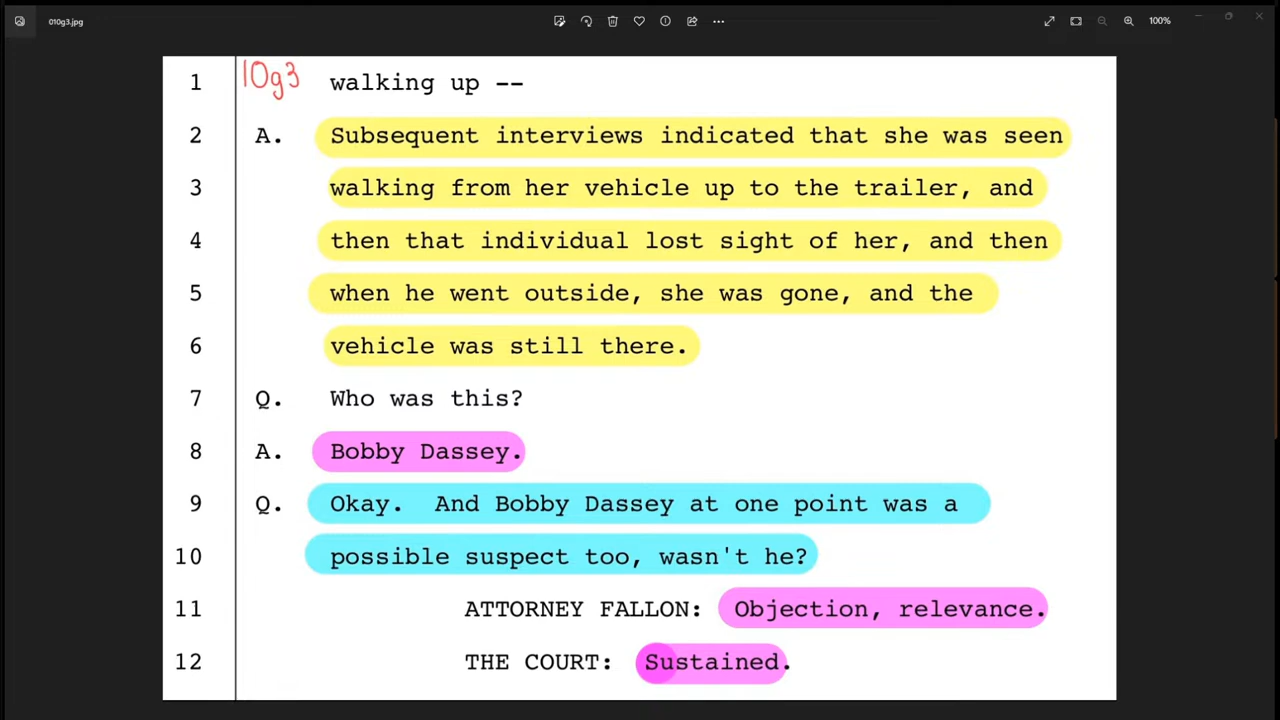 010g3.jpg
100%
1 10g3 walking up --
2 A. Subsequent interviews indicated that she was seen
3 walking from her vehicle up to the trailer, and
4 then that individual lost sight of her, and then
5 when he went outside, she was gone, and the
6 vehicle was still there.
7 Q. Who was this?
8 A. Bobby Dassey.
9 Q. Okay. And Bobby Dassey at one point was a
10 possible suspect too, wasn't he?
11 ATTORNEY FALLON: Objection, relevance.
12 THE COURT: Sustained.